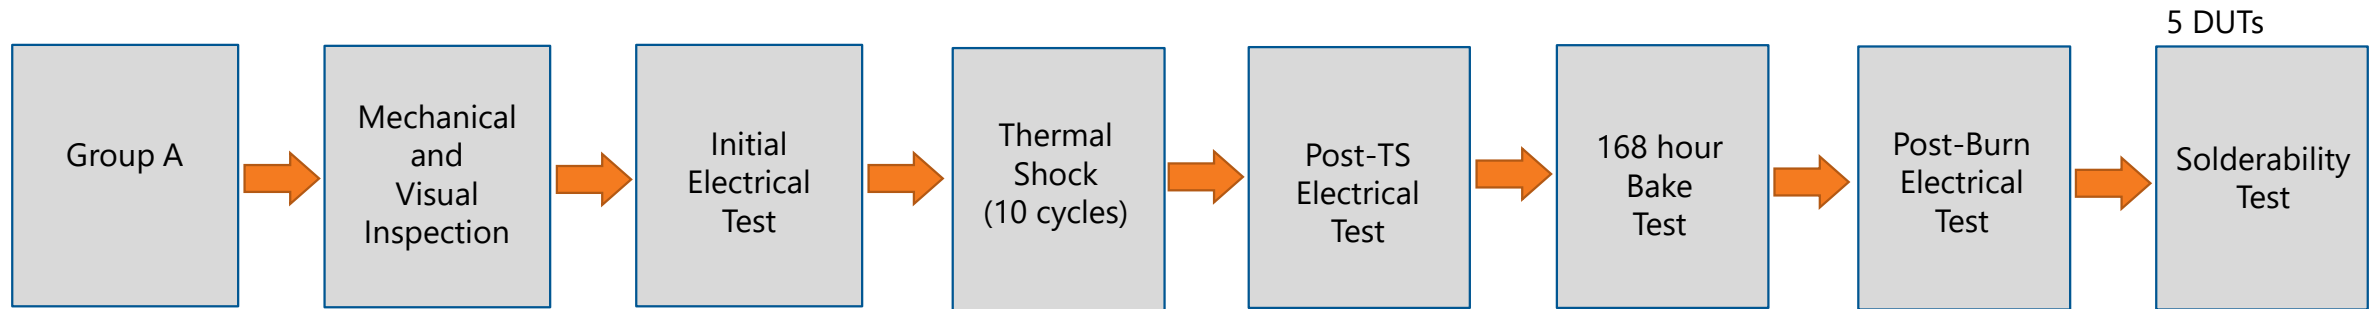 5 DUTs
Group A
Mechanical
and
Visual
Inspection
Initial
Electrical
Test
Thermal
Shock
(10 cycles)
Post-TS
Electrical
Test
168 hour
Bake
Test
Post-Burn
Electrical
Test
Solderability
Test